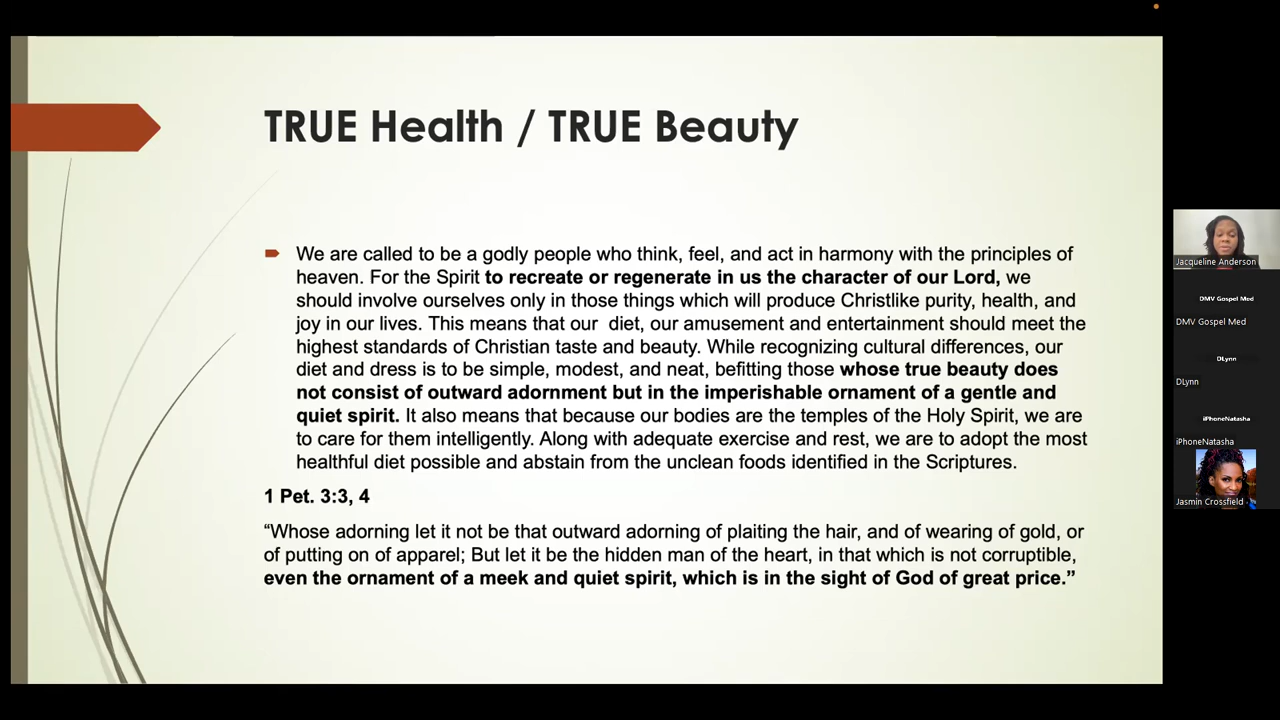 TRUE Health / TRUE Beauty
We are called to be a godly people who think, feel, and act in harmony with the principles of
heaven. For the Spirit to recreate or regenerate in us the character of our Lord, we
should involve ourselves only in those things which will produce Christlike purity, health, and
joy in our lives. This means that our  diet, our amusement and entertainment should meet the
highest standards of Christian taste and beauty. While recognizing cultural differences, our
diet and dress is to be simple, modest, and neat, befitting those whose true beauty does
not consist of outward adornment but in the imperishable ornament of a gentle and
quiet spirit. It also means that because our bodies are the temples of the Holy Spirit, we are
to care for them intelligently. Along with adequate exercise and rest, we are to adopt the most
healthful diet possible and abstain from the unclean foods identified in the Scriptures.
1 Pet. 3:3, 4
“Whose adorning let it not be that outward adorning of plaiting the hair, and of wearing of gold, or
of putting on of apparel; But let it be the hidden man of the heart, in that which is not corruptible,
even the ornament of a meek and quiet spirit, which is in the sight of God of great price.”
Jacqueline Anderson
DMV Gospel Med
DMV Gospel Med
DLynn
DLynn
iPhoneNatasha
iPhoneNatasha
Jasmin Crossfield